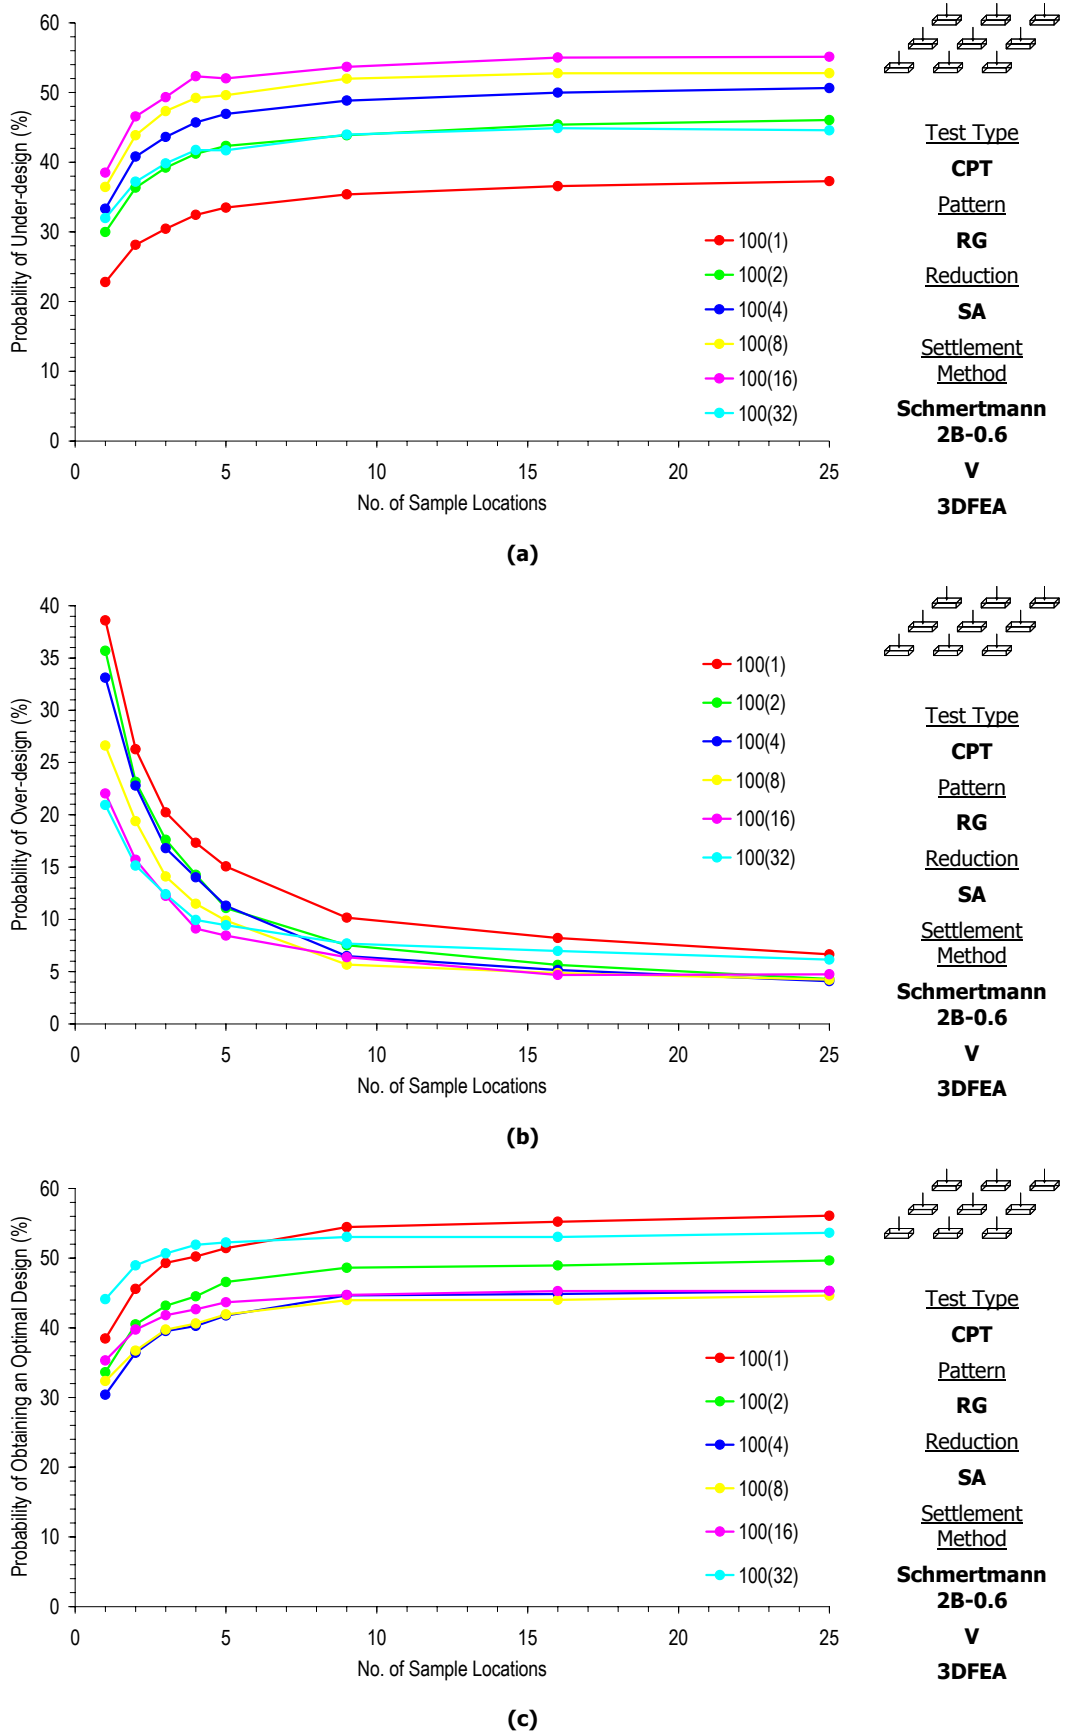 60
50
40
30
20
10
0
0
5
10
15
20
25
Probability of Under-design (%)
No. of Sample Locations
100(1)
100(2)
100(4)
100(8)
100(16)
100(32)
Test Type
CPT
Pattern
RG
Reduction
SA
Settlement
Method
Schmertmann
2B-0.6
V
3DFEA
(a)
40
35
30
25
20
15
10
5
0
0
5
10
15
20
25
Probability of Over-design (%)
No. of Sample Locations
100(1)
100(2)
100(4)
100(8)
100(16)
100(32)
Test Type
CPT
Pattern
RG
Reduction
SA
Settlement
Method
Schmertmann
2B-0.6
V
3DFEA
(b)
60
50
40
30
20
10
0
0
5
10
15
20
25
Probability of Obtaining an Optimal Design (%)
No. of Sample Locations
100(1)
100(2)
100(4)
100(8)
100(16)
100(32)
Test Type
CPT
Pattern
RG
Reduction
SA
Settlement
Method
Schmertmann
2B-0.6
V
3DFEA
(c)